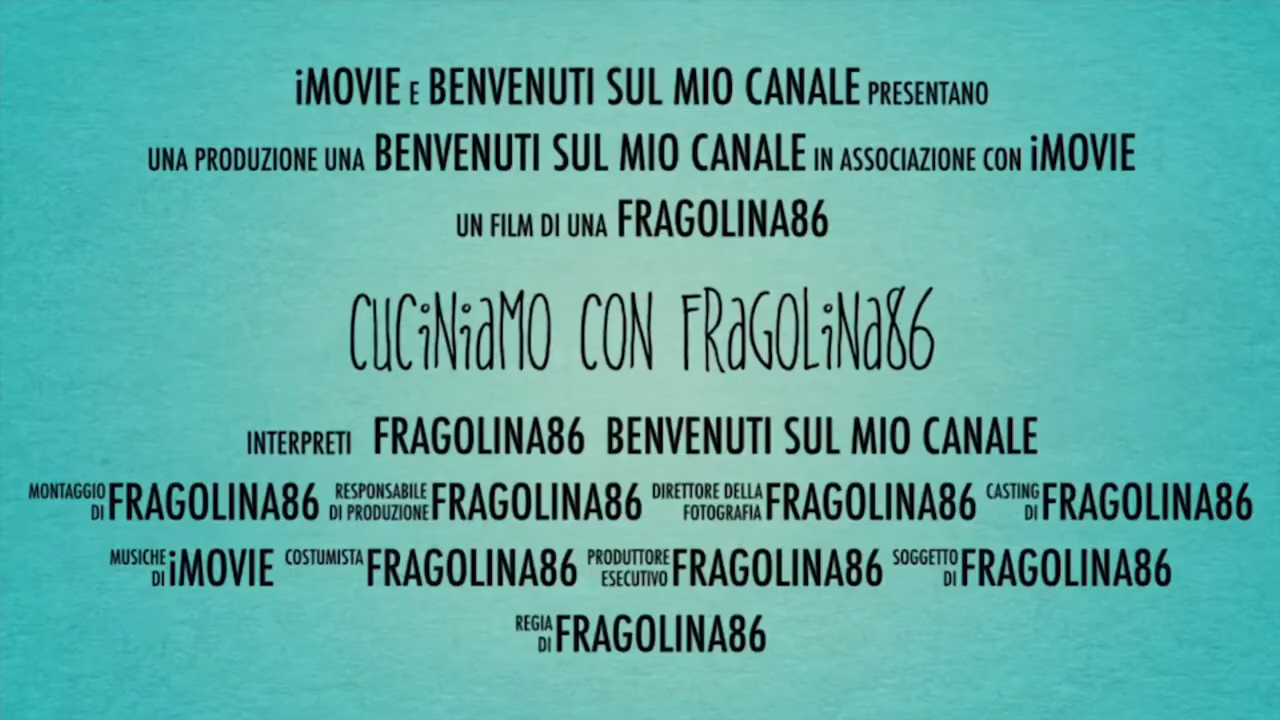 iMOVIE E BENVENUTI SUL MIO CANALE PRESENTANO
UNA PRODUZIONE UNA BENVENUTI SUL MIO CANALE IN ASSOCIAZIONE CON iMOVIE
UN FILM DI UNA FRAGOLINA86
CUCiNiaMO CON FRaGOLiNa86
INTERPRETI FRAGOLINA86 BENVENUTI SUL MIO CANALE
MONTAGGIO DI FRAGOLINA86 RESPONSABILE DI PRODUZIONE FRAGOLINA86 DIRETTORE DELLA FOTOGRAFIA FRAGOLINA86 CASTING DI FRAGOLINA86
MUSICHE DI iMOVIE COSTUMISTA FRAGOLINA86 PRODUTTORE ESECUTIVO FRAGOLINA86 SOGGETTO DI FRAGOLINA86
REGIA DI FRAGOLINA86